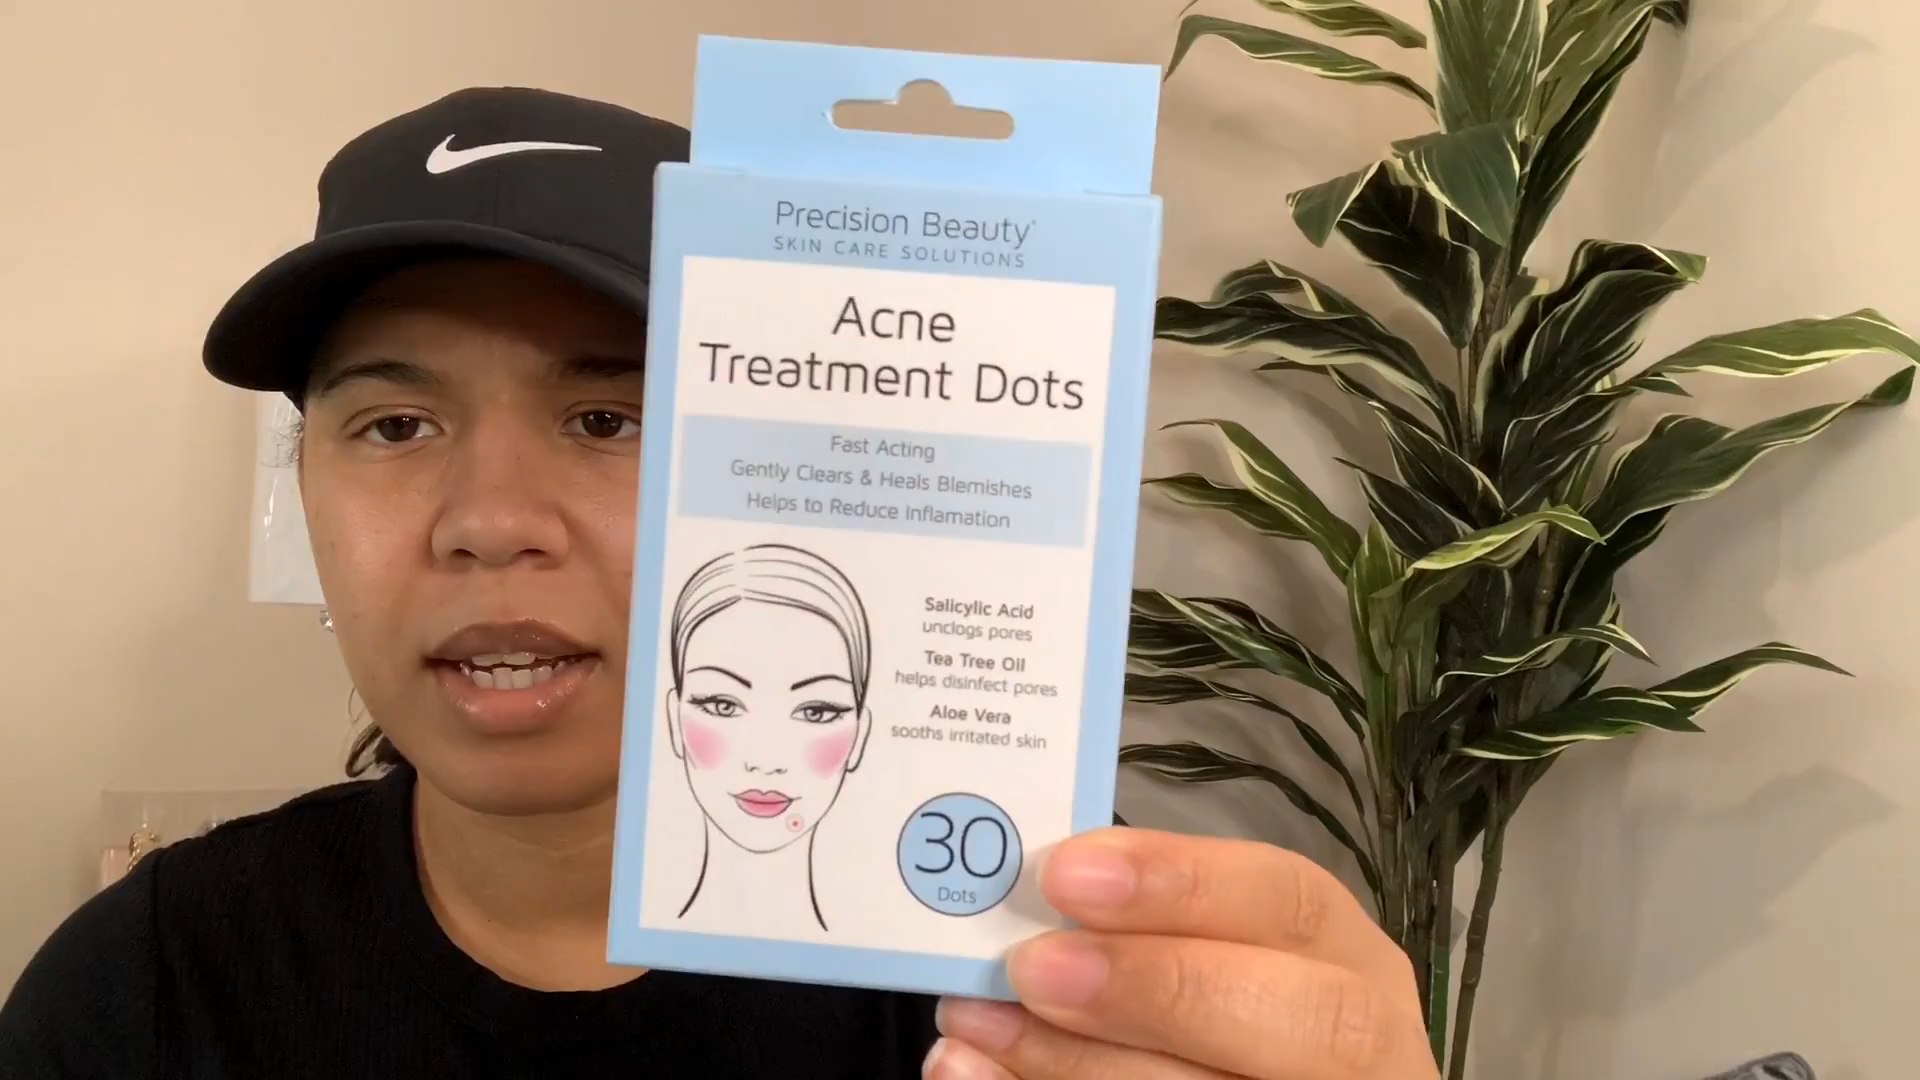 Precision Beauty
SKIN CARE SOLUTIONS
Acne
Treatment Dots
Fast Acting
Gently Clears & Heals Blemishes
Helps to Reduce Inflamation
Salicylic Acid
unclogs pores
Tea Tree Oil
helps disinfect pores
Aloe Vera
sooths irritated skin
30
Dots